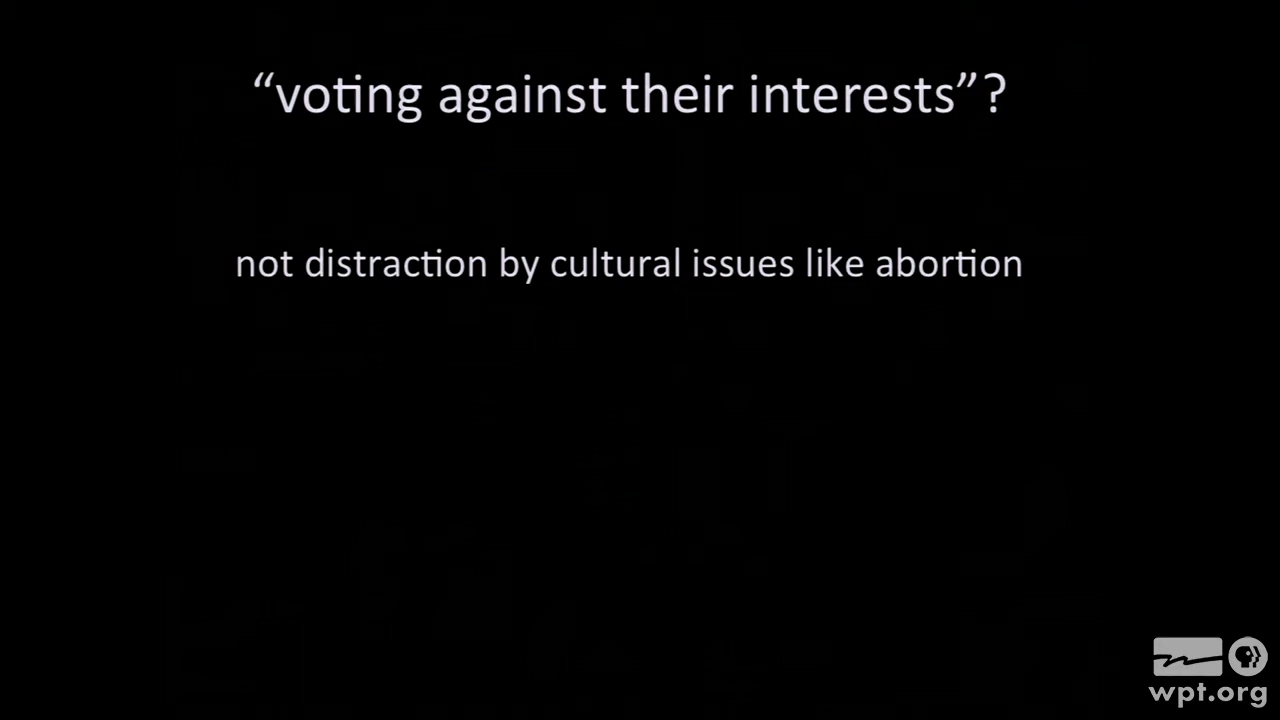 “voting against their interests”?
not distraction by cultural issues like abortion
wpt.org